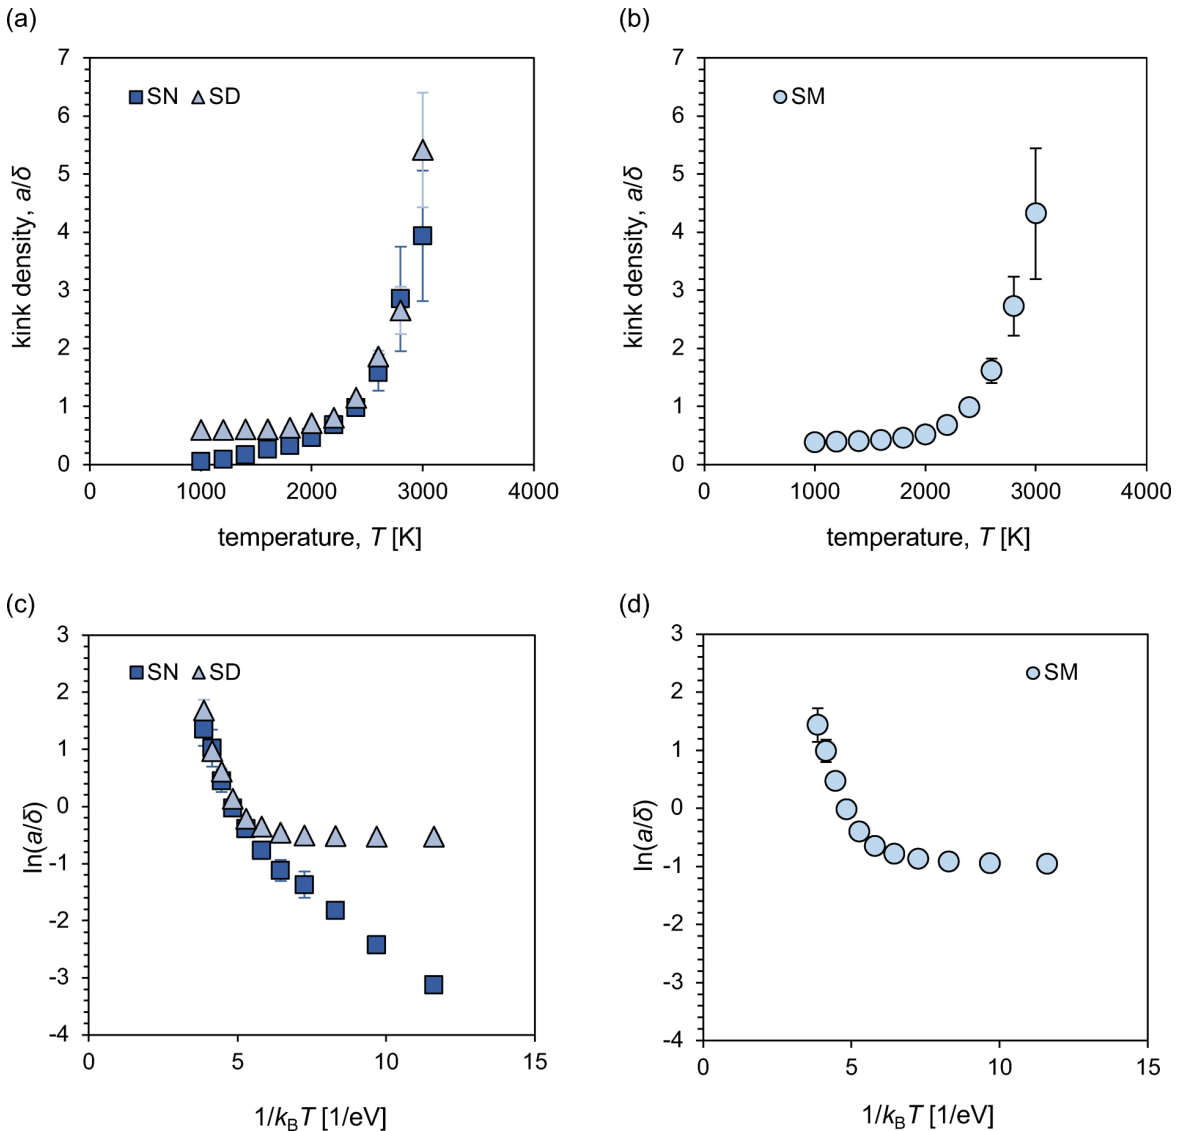 (a)
7
6
5
4
3
2
1
0
kink density, a/δ
SN SD
0 1000 2000 3000 4000
temperature, T [K]
(b)
7
6
5
4
3
2
1
0
kink density, a/δ
SM
0 1000 2000 3000 4000
temperature, T [K]
(c)
3
2
1
0
-1
-2
-3
-4
ln(a/δ)
SN SD
0 5 10 15
1/kBT [1/eV]
(d)
3
2
1
0
-1
-2
-3
-4
ln(a/δ)
SM
0 5 10 15
1/kBT [1/eV]